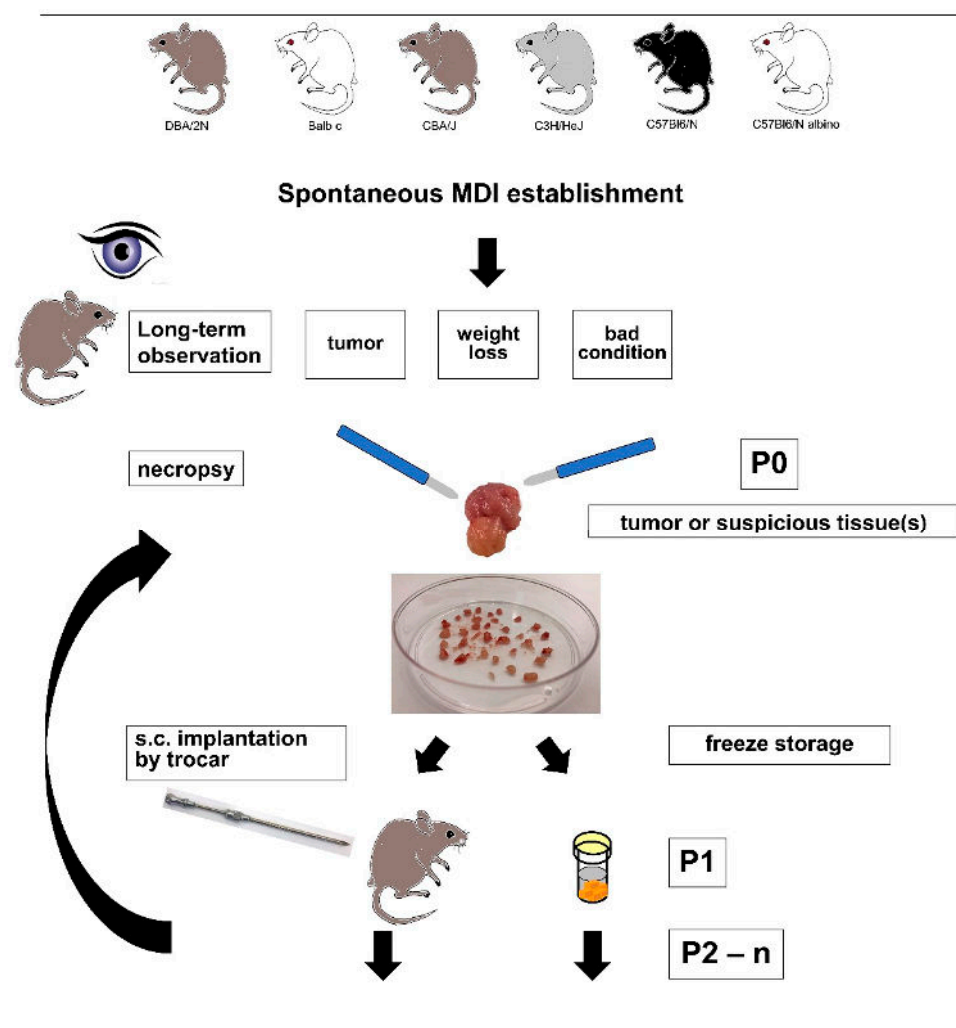 DBA/2N
Balb c
CBA/J
C3H/HeJ
C57Bl6/N
C57Bl6/N albino
Spontaneous MDI establishment
Long-term
observation
tumor
weight
loss
bad
condition
necropsy
P0
tumor or suspicious tissue(s)
s.c. implantation
by trocar
freeze storage
P1
P2 – n